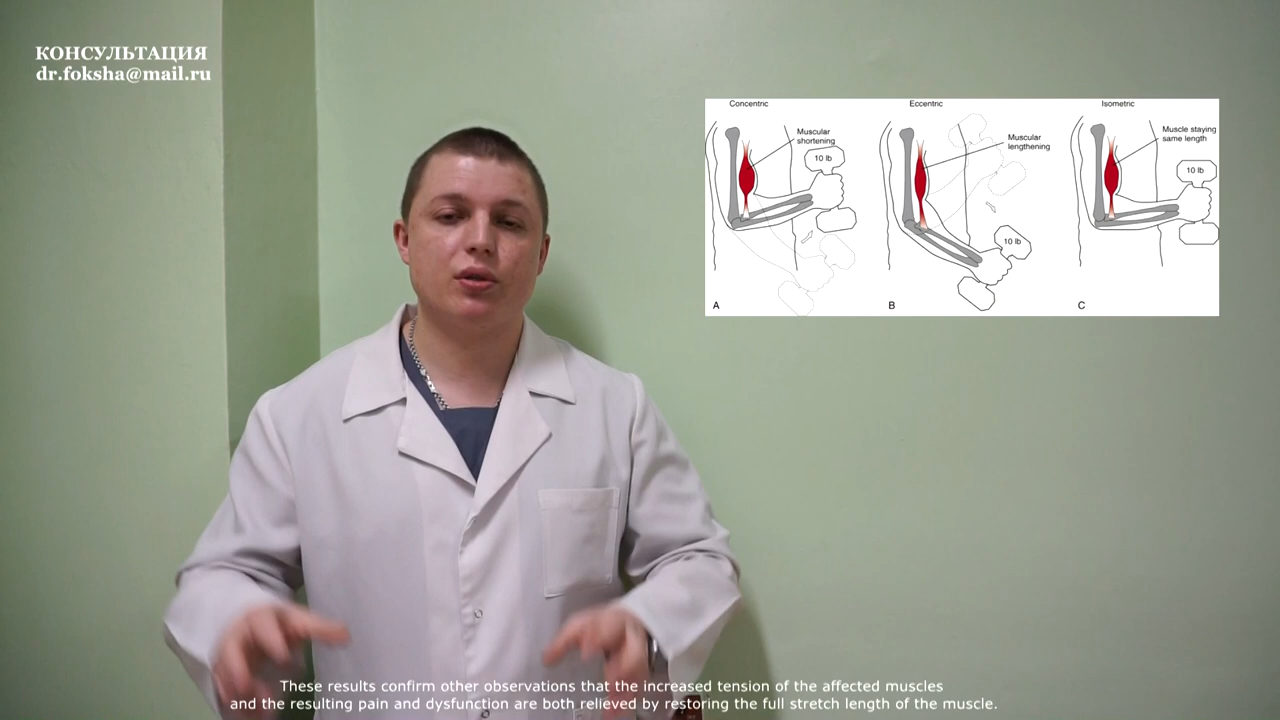 КОНСУЛЬТАЦИЯ
dr.foksha@mail.ru
Concentric
Muscular
shortening
10 lb
A
Eccentric
Muscular
lengthening
10 lb
B
Isometric
Muscle staying
same length
10 lb
C
These results confirm other observations that the increased tension of the affected muscles
and the resulting pain and dysfunction are both relieved by restoring the full stretch length of the muscle.